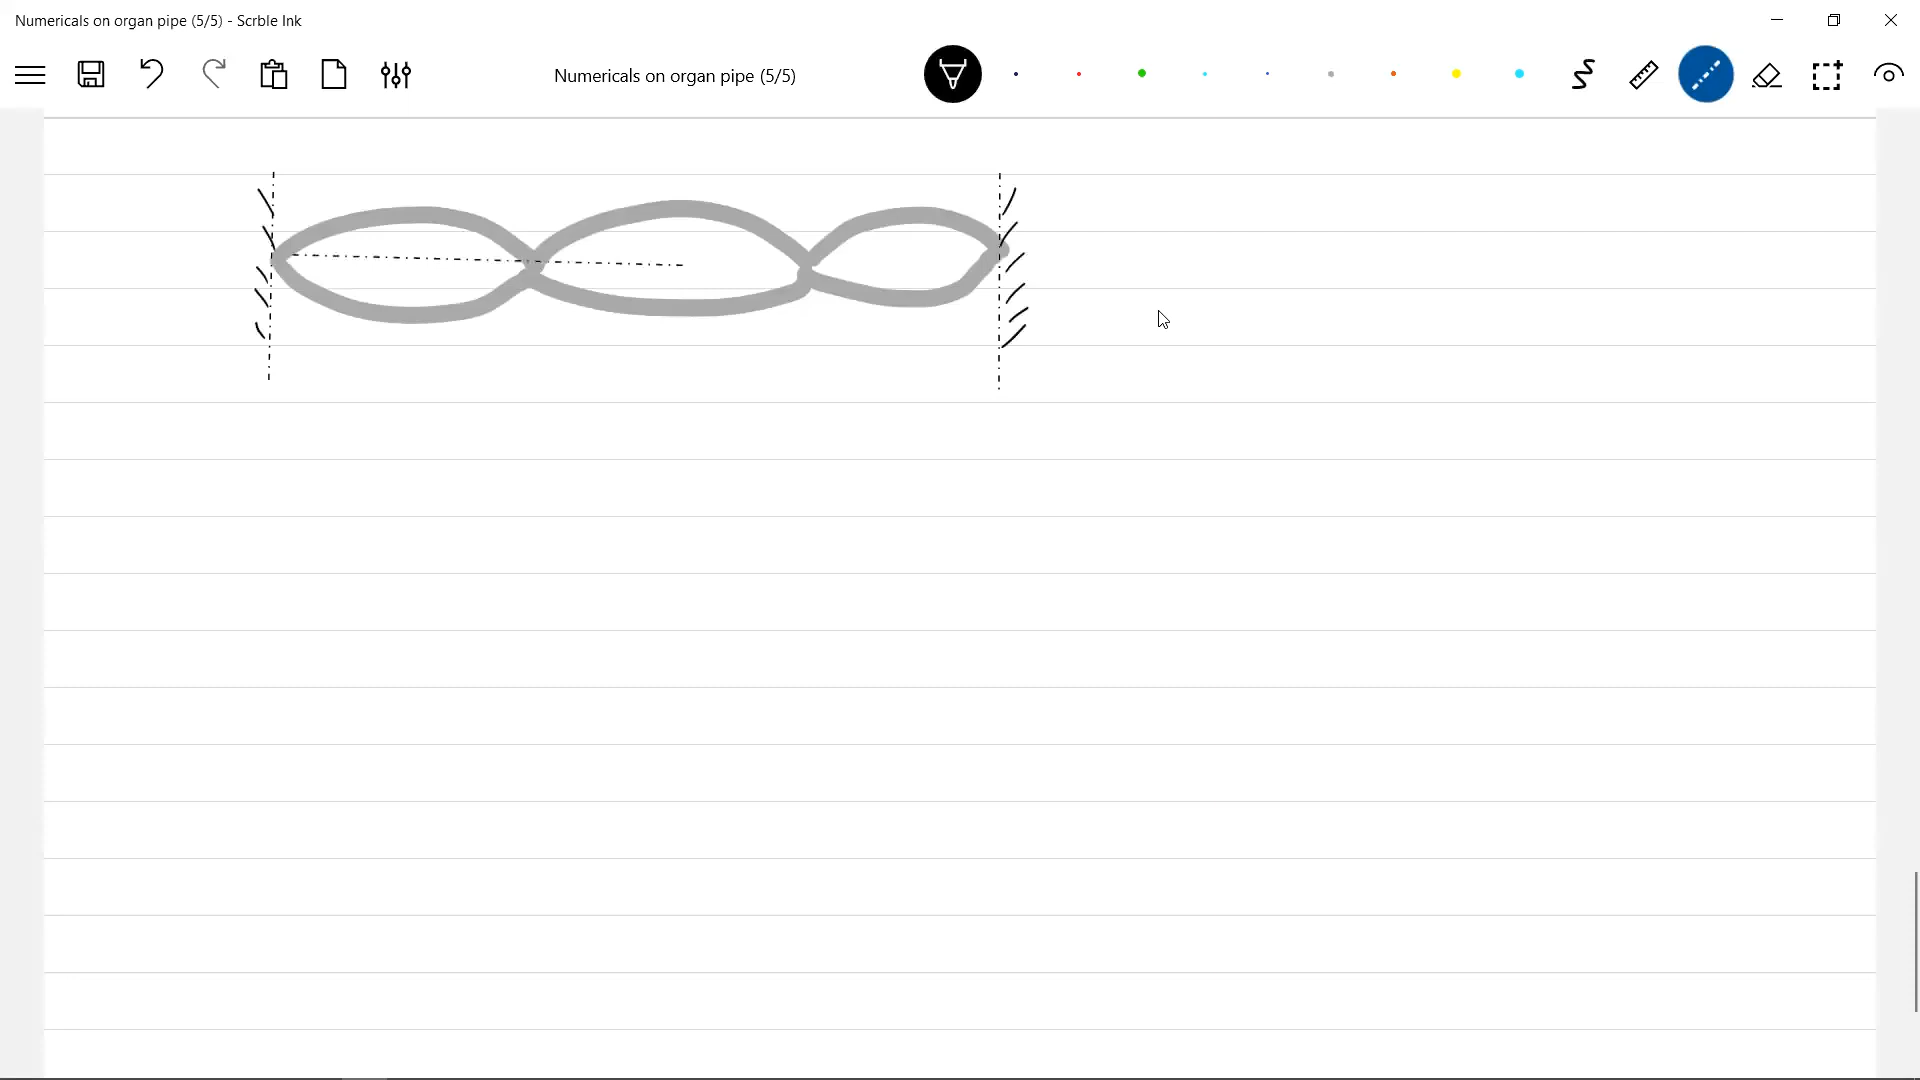 Numericals on organ pipe (5/5) - Scrble Ink
Numericals on organ pipe (5/5)